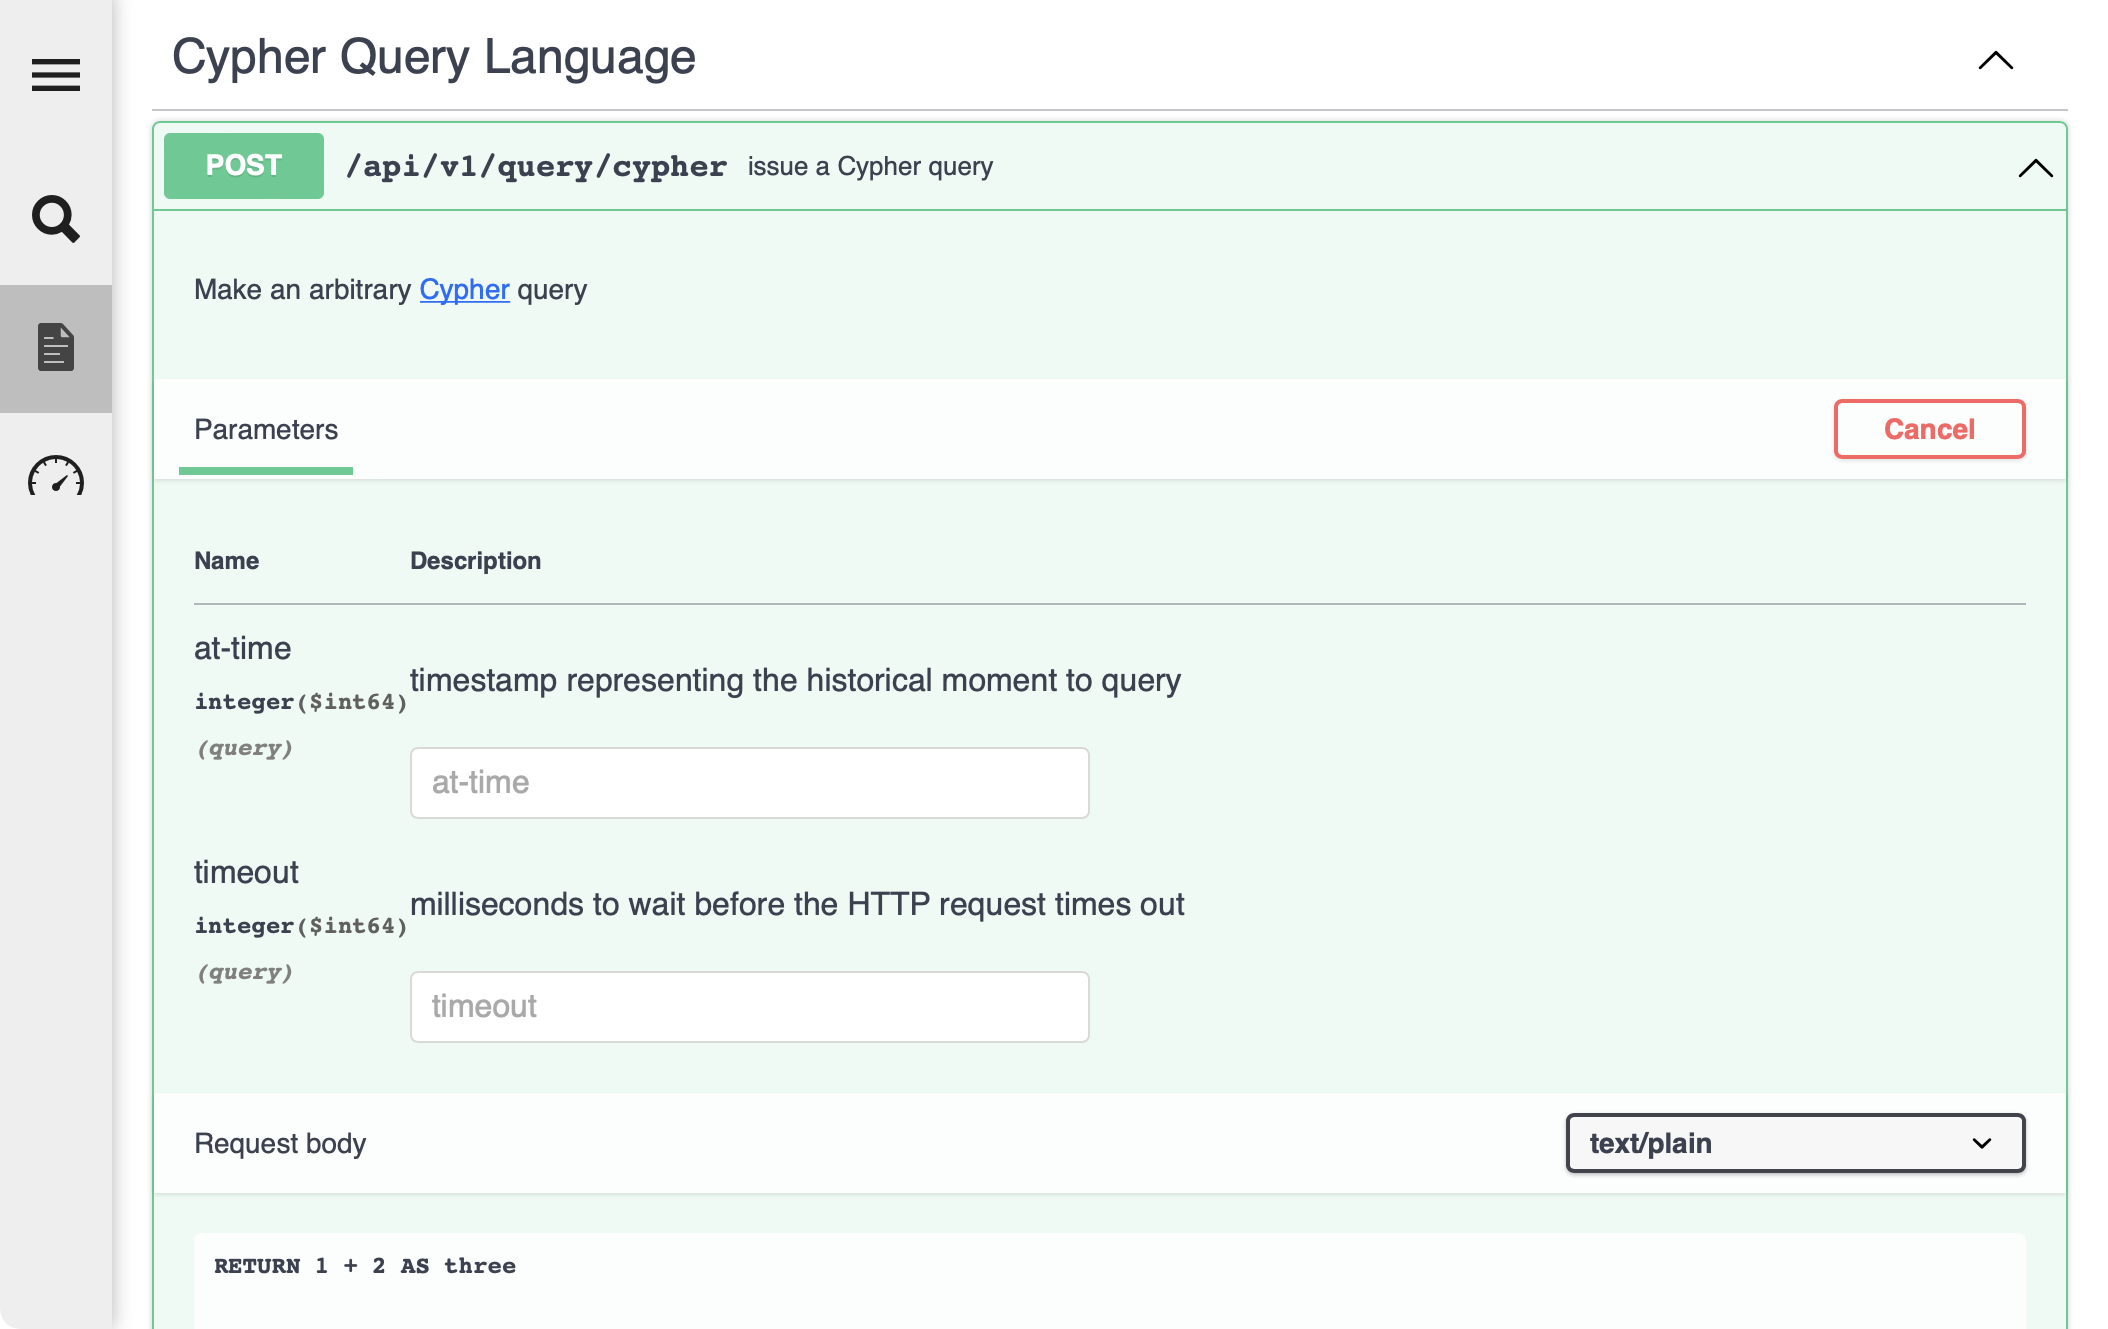 Cypher Query Language
POST /api/v1/query/cypher issue a Cypher query
Make an arbitrary Cypher query
Parameters
Cancel
Name Description
at-time
integer($int64)
(query)
timestamp representing the historical moment to query
at-time
timeout
integer($int64)
(query)
milliseconds to wait before the HTTP request times out
timeout
Request body
text/plain
RETURN 1 + 2 AS three